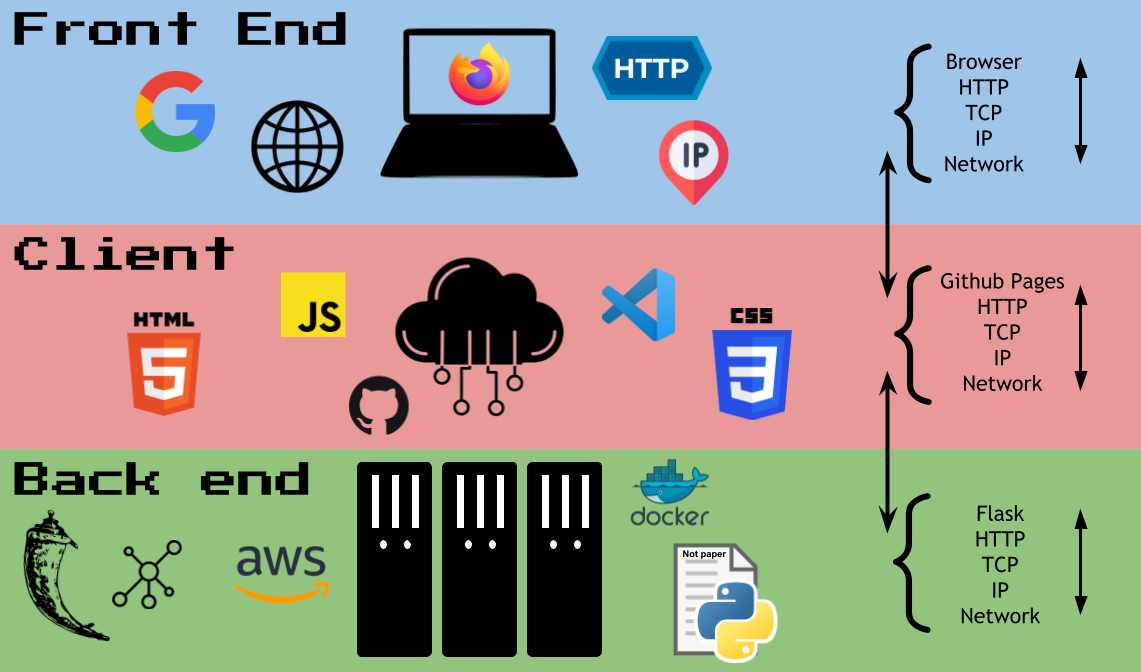 Front End
HTTP
IP
Browser
HTTP
TCP
IP
Network
Client
HTML
5
JS
CSS
3
Github Pages
HTTP
TCP
IP
Network
Back end
aws
docker
Not paper
Flask
HTTP
TCP
IP
Network